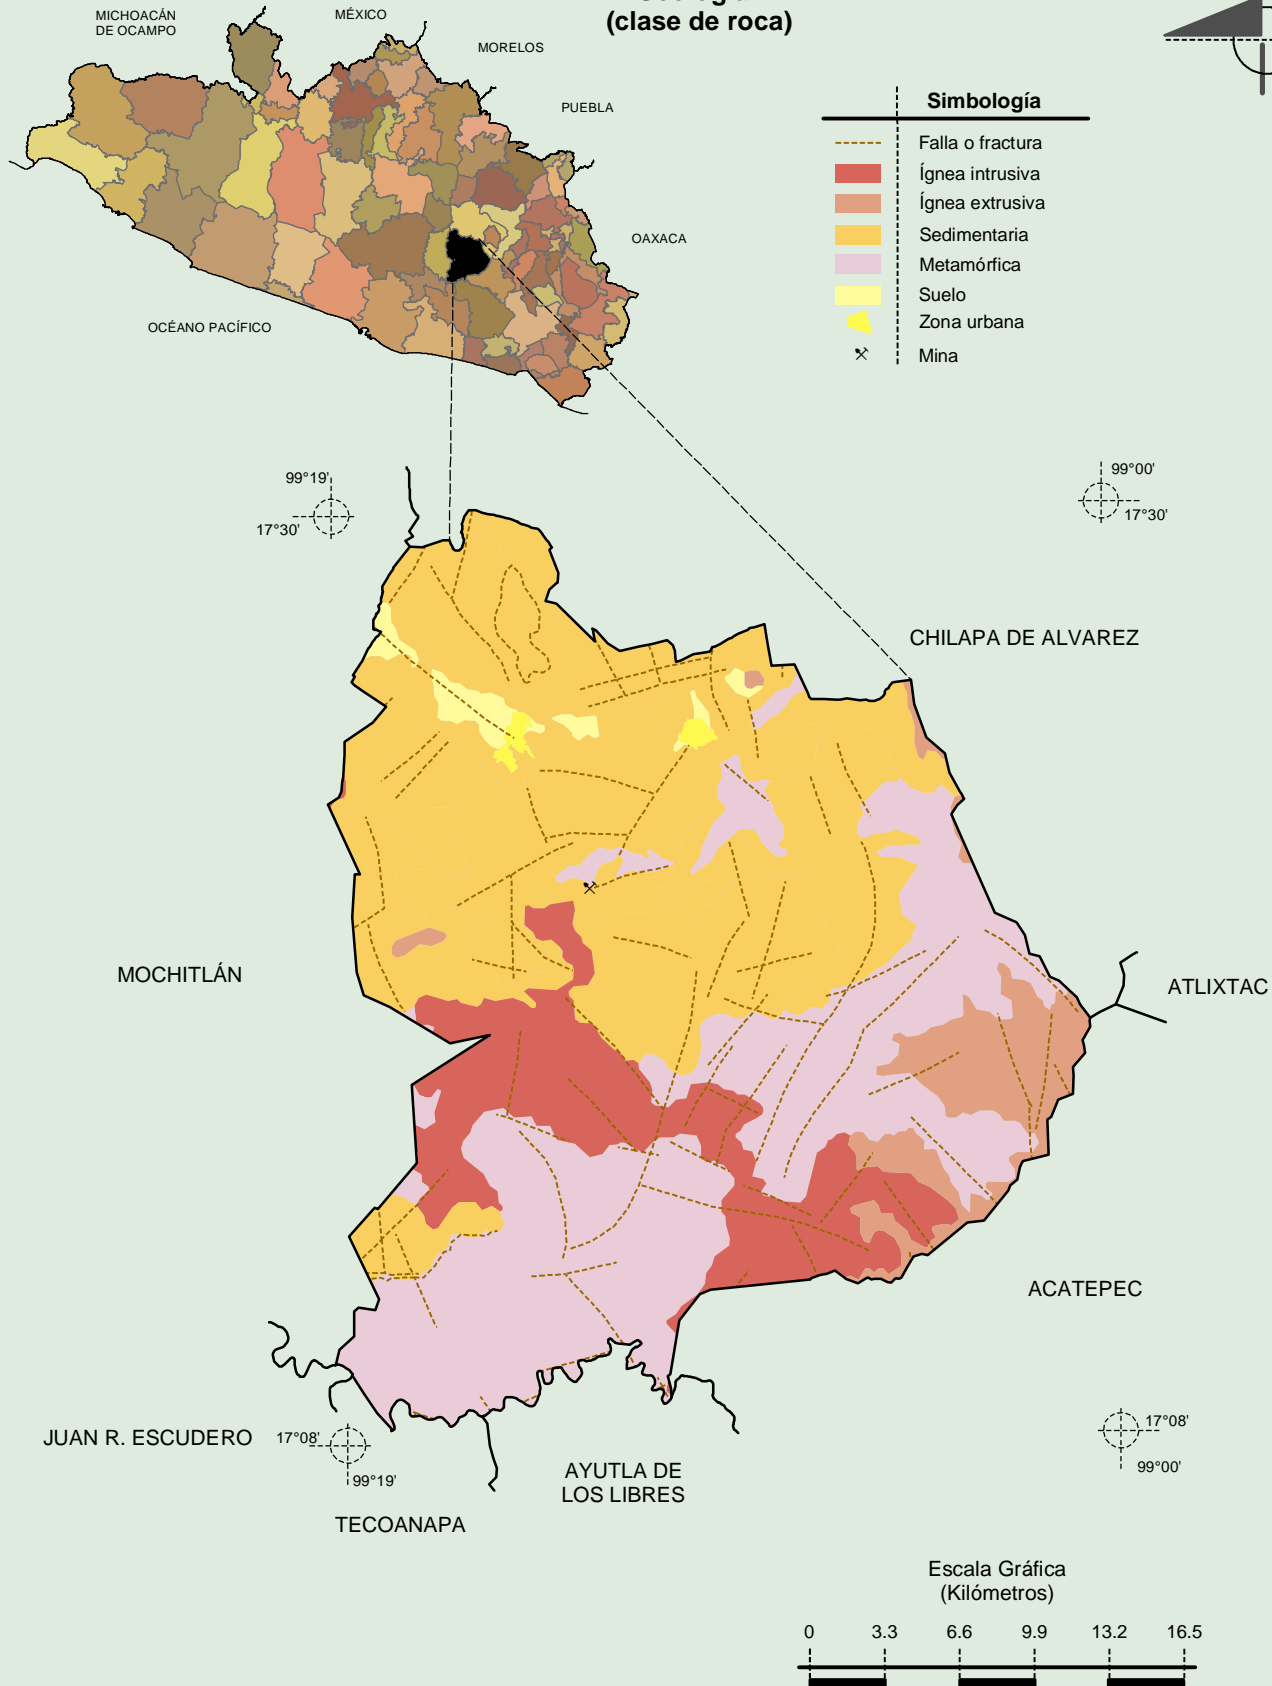 (clase de roca)
MICHOACÁN
DE OCAMPO
MÉXICO
MORELOS
PUEBLA
OAXACA
OCÉANO PACÍFICO
Simbología
Falla o fractura
Ígnea intrusiva
Ígnea extrusiva
Sedimentaria
Metamórfica
Suelo
Zona urbana
Mina
99°19'
17°30'
99°00'
17°30'
CHILAPA DE ALVAREZ
MOCHITLÁN
ATLIXTAC
ACATEPEC
JUAN R. ESCUDERO
17°08'
99°19'
AYUTLA DE
LOS LIBRES
17°08'
99°00'
TECOANAPA
Escala Gráfica
(Kilómetros)
0 3.3 6.6 9.9 13.2 16.5